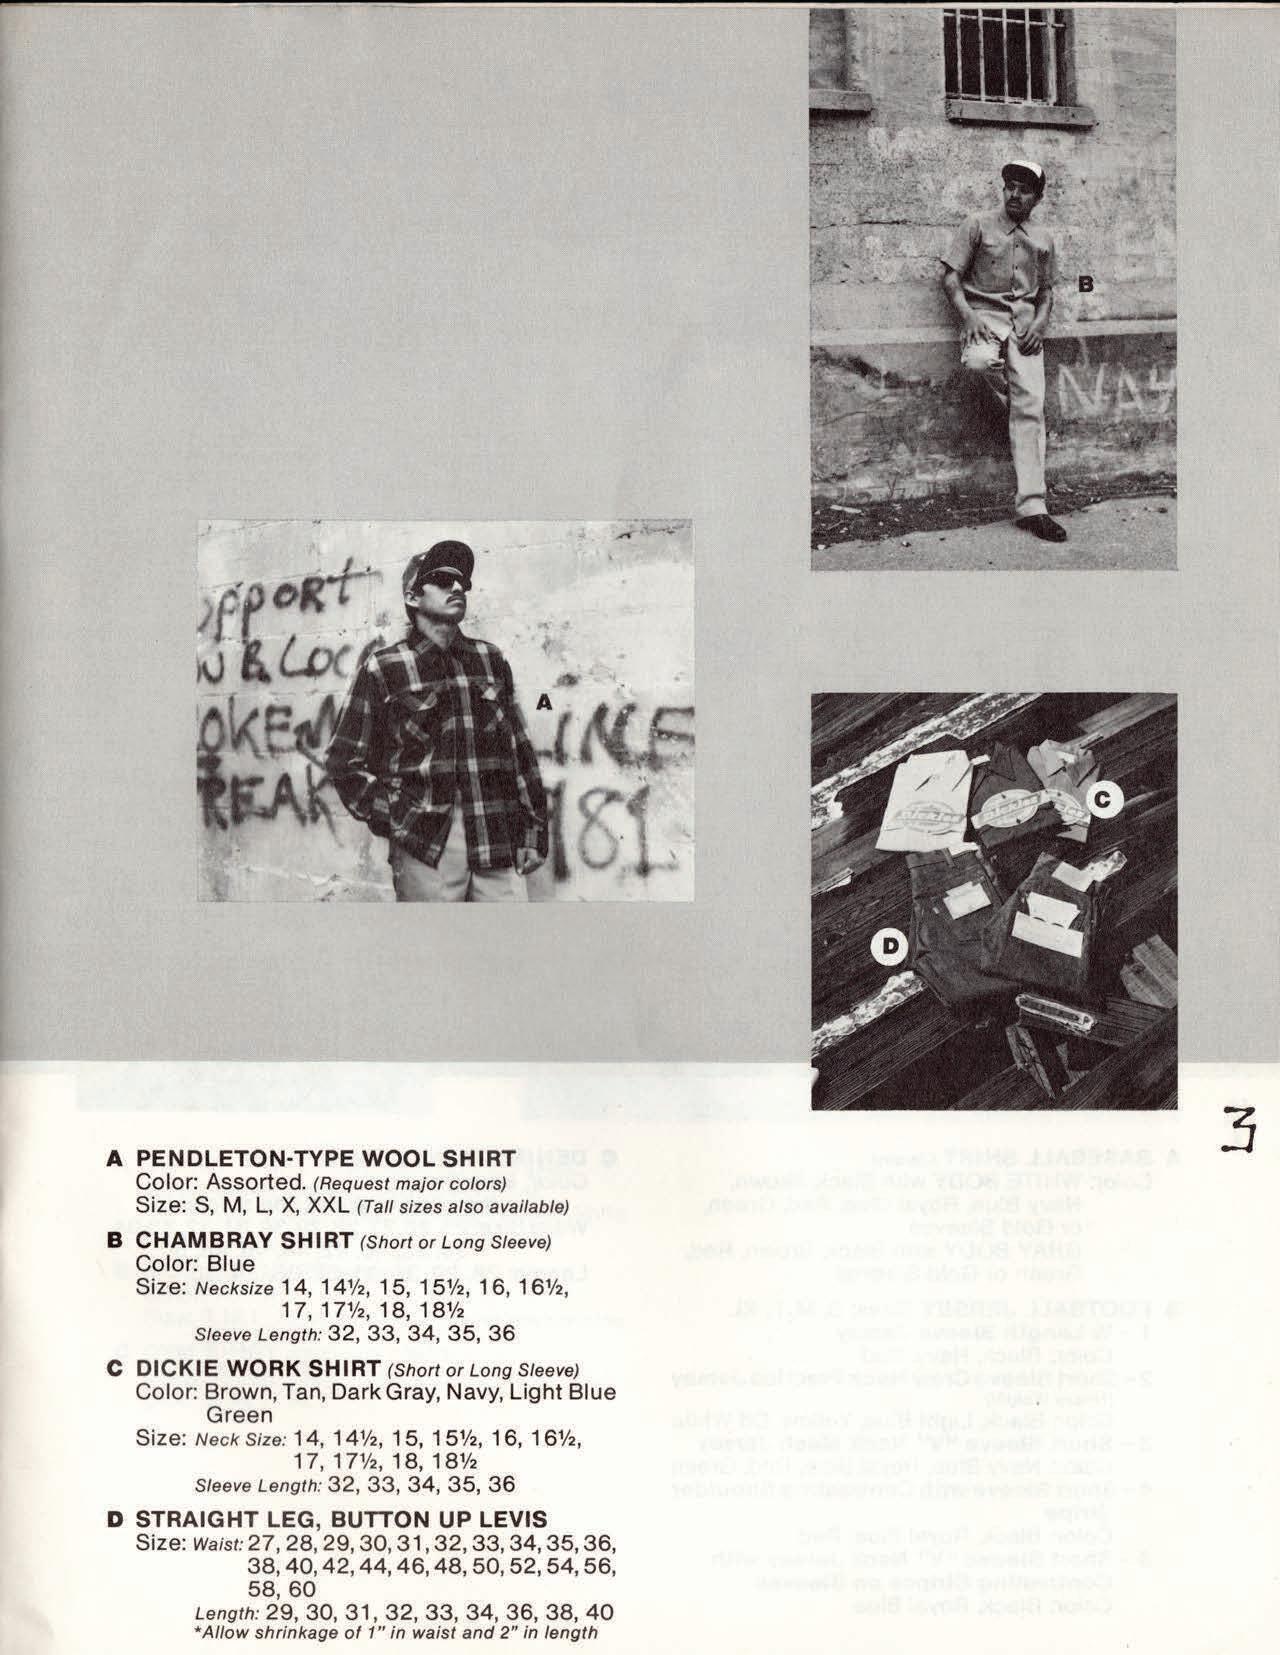 B
NAY
PPORT
N B. LOC
OKEN
LINE
REAK
181
A
C
D
3
A PENDLETON-TYPE WOOL SHIRT
Color: Assorted. (Request major colors)
Size: S, M, L, X, XXL (Tall sizes also available)
B CHAMBRAY SHIRT (Short or Long Sleeve)
Color: Blue
Size: Necksize 14, 14½, 15, 15½, 16, 16½,
17, 17½, 18, 18½
Sleeve Length: 32, 33, 34, 35, 36
C DICKIE WORK SHIRT (Short or Long Sleeve)
Color: Brown, Tan, Dark Gray, Navy, Light Blue
Green
Size: Neck Size: 14, 14½, 15, 15½, 16, 16½,
17, 17½, 18, 18½
Sleeve Length: 32, 33, 34, 35, 36
D STRAIGHT LEG, BUTTON UP LEVIS
Size: Waist: 27, 28, 29, 30, 31, 32, 33, 34, 35, 36,
38, 40, 42, 44, 46, 48, 50, 52, 54, 56,
58, 60
Length: 29, 30, 31, 32, 33, 34, 36, 38, 40
*Allow shrinkage of 1" in waist and 2" in length